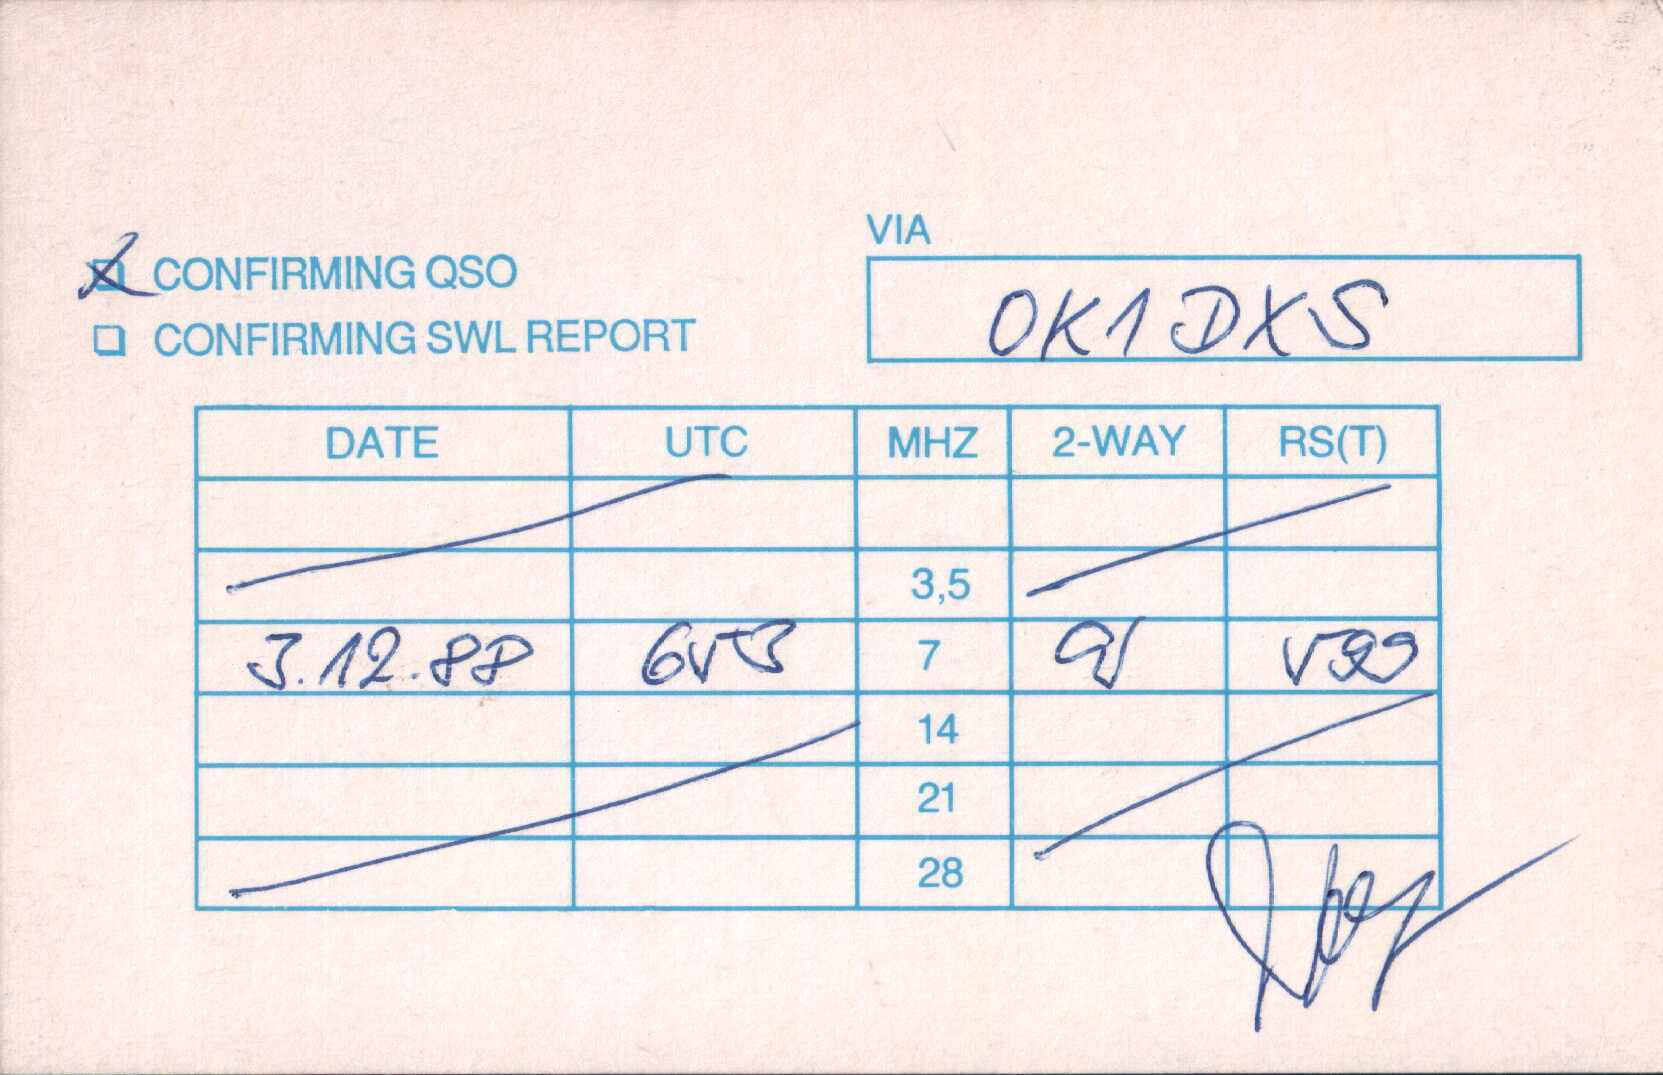 VIA
CONFIRMING QSO
OK1DXS
CONFIRMING SWL REPORT
DATE UTC MHZ 2-WAY RS(T)
3,5
3.12.88 7 599
14
21
28